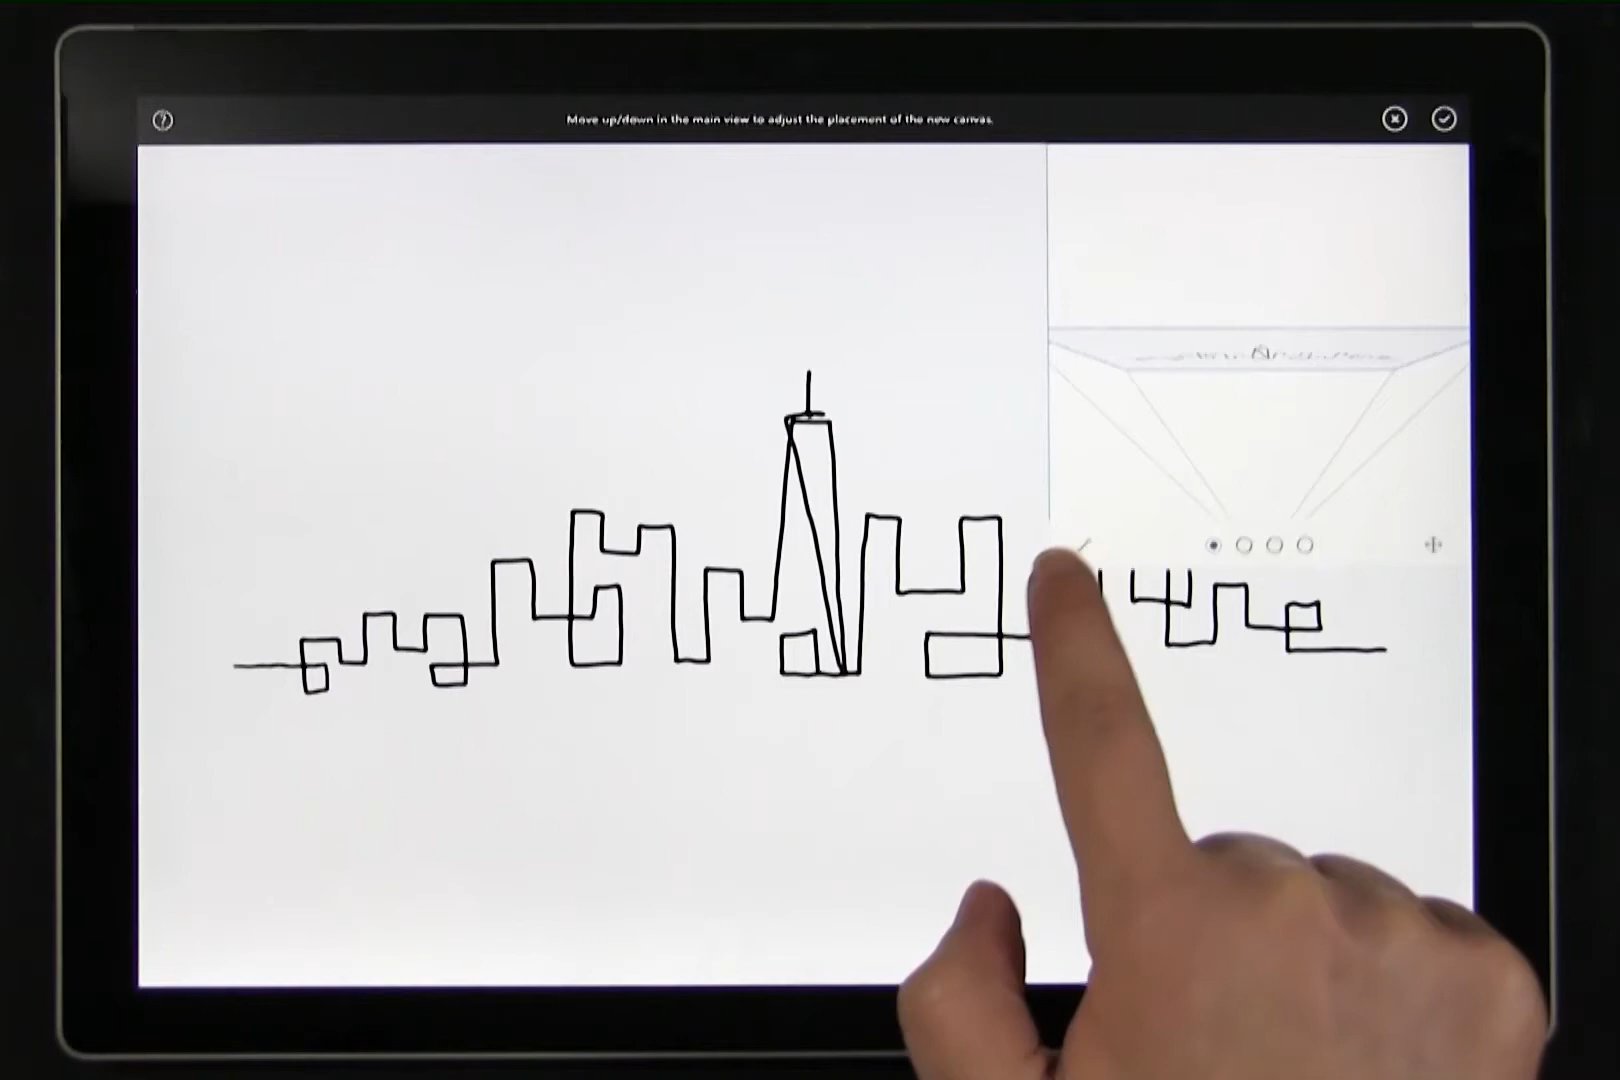 Move up/down in the main view to adjust the placement of the new canvas.